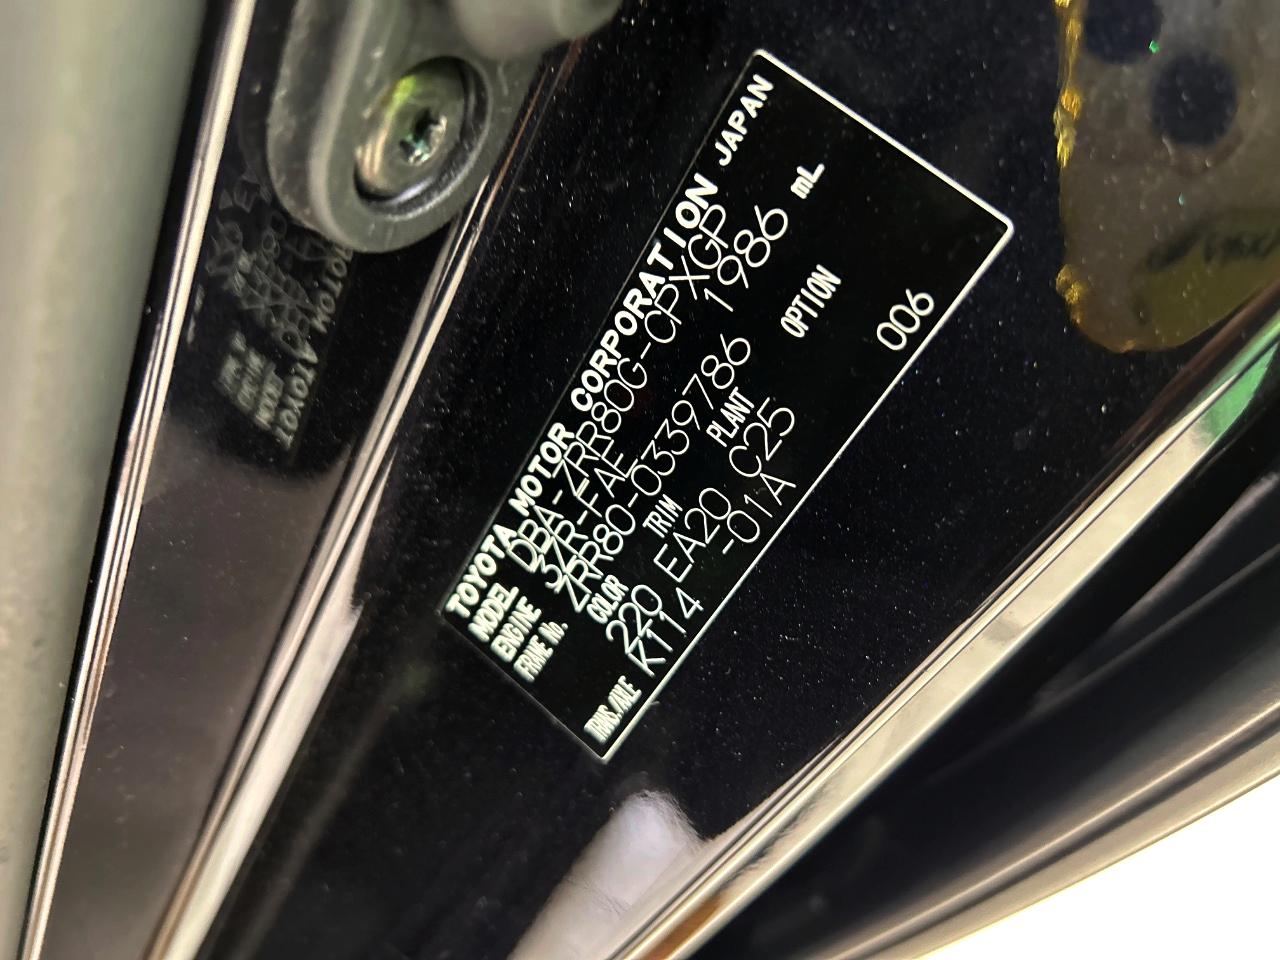 TOYOTA MOTOR CORPORATION JAPAN
MODEL DBA-ZRR80G-CPXGP
ENGINE 3ZR-FAE 1986 mL
FRAME No. ZRR80-0339786
COLOR TRIM PLANT OPTION
220 EA20 C25 006
TRANS./AXLE K114 -01A